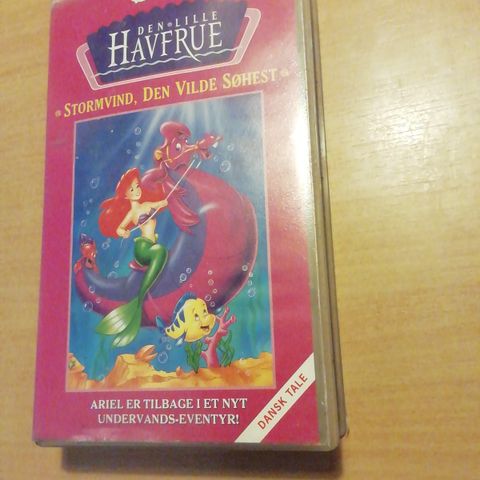 DEN LILLE
HAVFRUE
STORMVIND, DEN VILDE SØHEST
ARIEL ER TILBAGE I ET NYT
UNDERVANDS-EVENTYR!
DANSK TALE